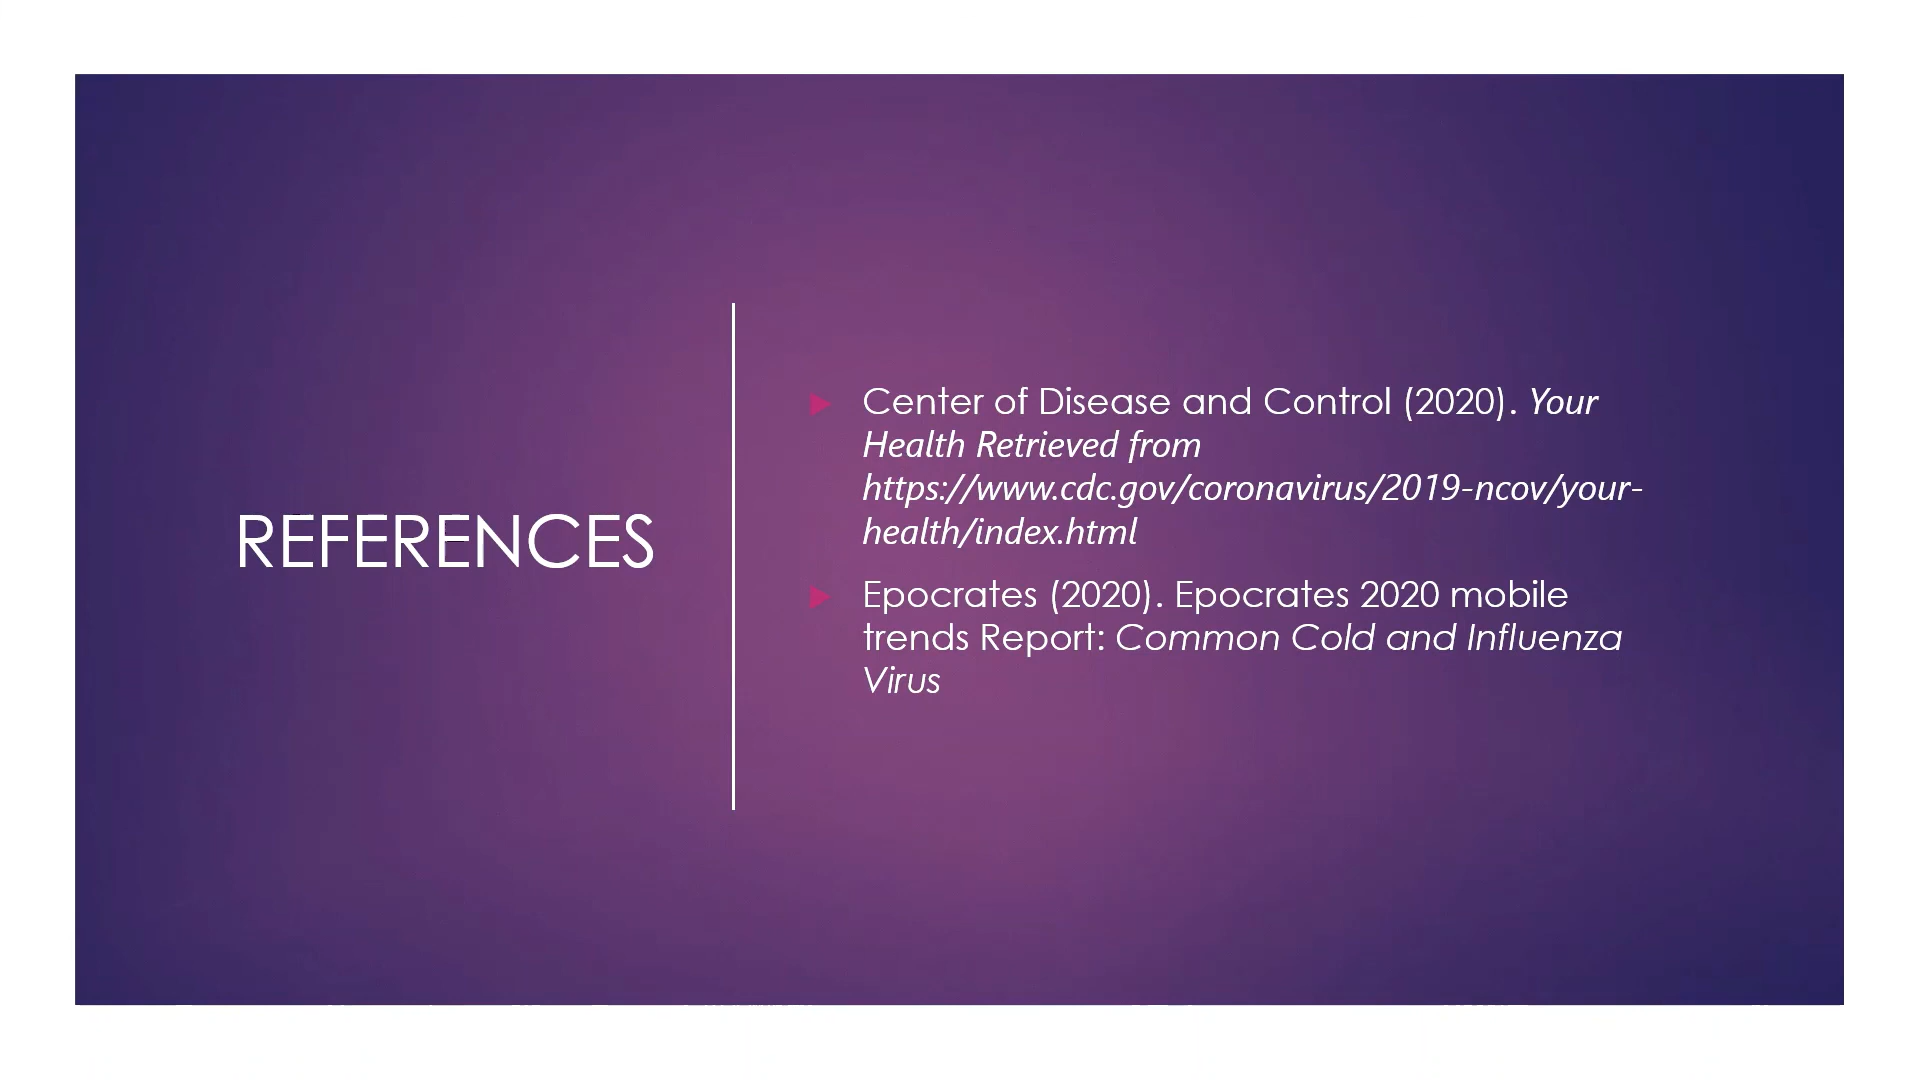 REFERENCES
Center of Disease and Control (2020). Your
Health Retrieved from
https://www.cdc.gov/coronavirus/2019-ncov/your-
health/index.html
Epocrates (2020). Epocrates 2020 mobile
trends Report: Common Cold and Influenza
Virus